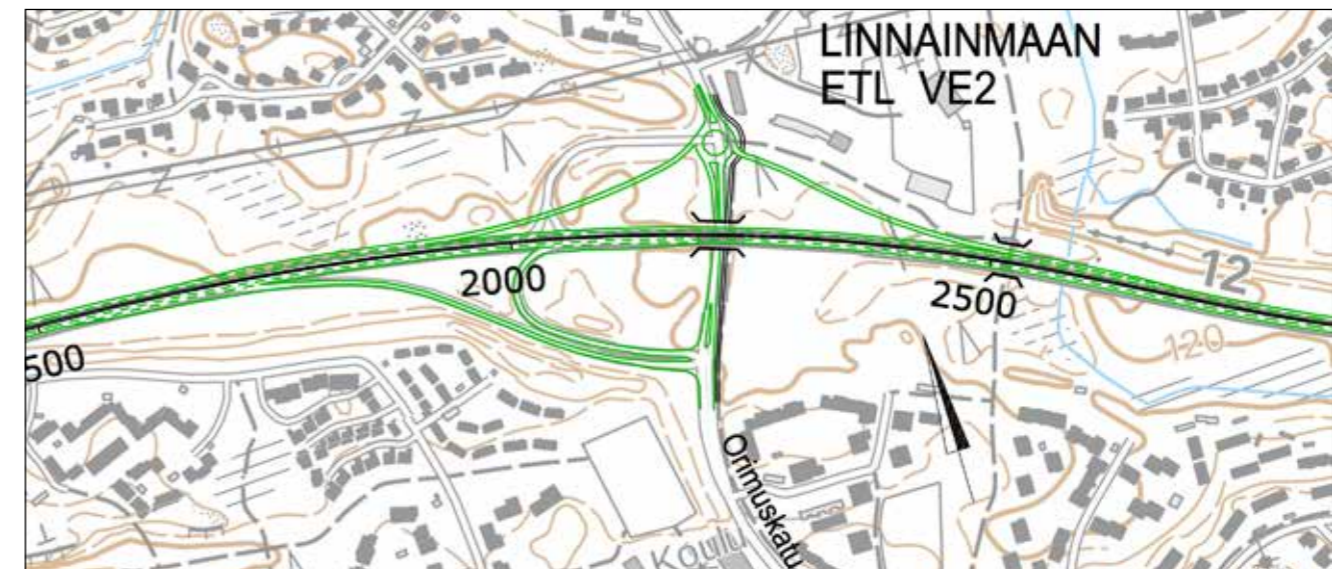 LINNAINMAAN
ETL VE2
12
2000
2500
120
500
Orimuskatu
Koulu